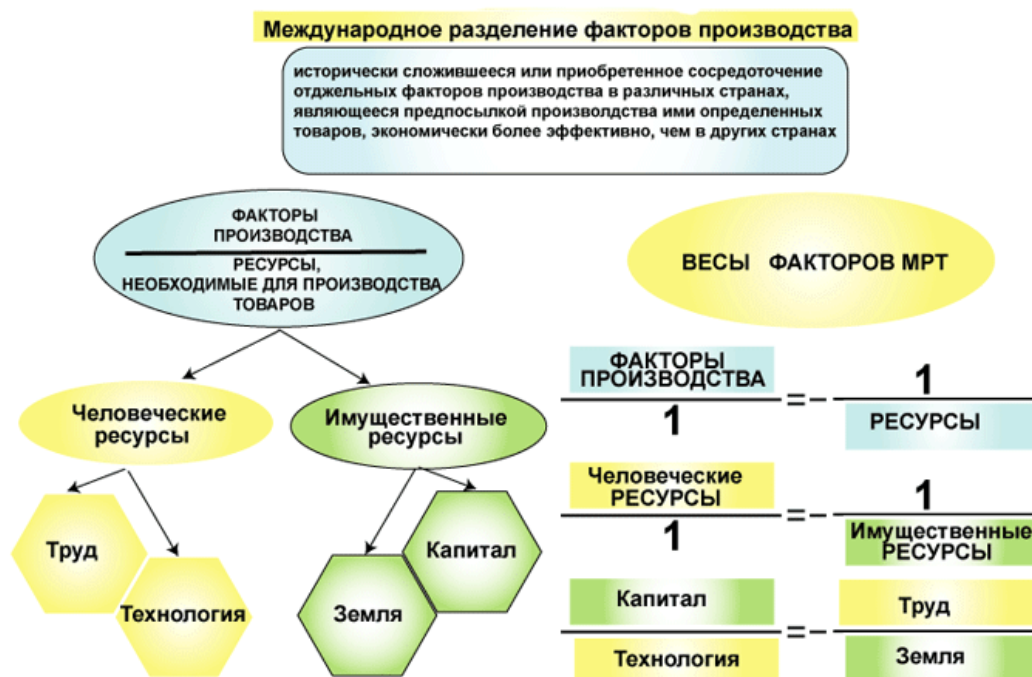 Международное разделение факторов производства
исторически сложившееся или приобретенное сосредоточение
отджельных факторов производства в различных странах,
являющееся предпосылкой производлдства ими определенных
товаров, экономически более эффективно, чем в других странах
ФАКТОРЫ
ПРОИЗВОДСТВА
РЕСУРСЫ,
НЕОБХОДИМЫЕ ДЛЯ ПРОИЗВОДСТВА
ТОВАРОВ
Человеческие
ресурсы
Имущественные
ресурсы
Труд
Технология
Капитал
Земля
ВЕСЫ ФАКТОРОВ МРТ
ФАКТОРЫ
ПРОИЗВОДСТВА
1
=-
1
РЕСУРСЫ
Человеческие
РЕСУРСЫ
1
=-
1
Имущественные
РЕСУРСЫ
Капитал
Технология
=-
Труд
Земля